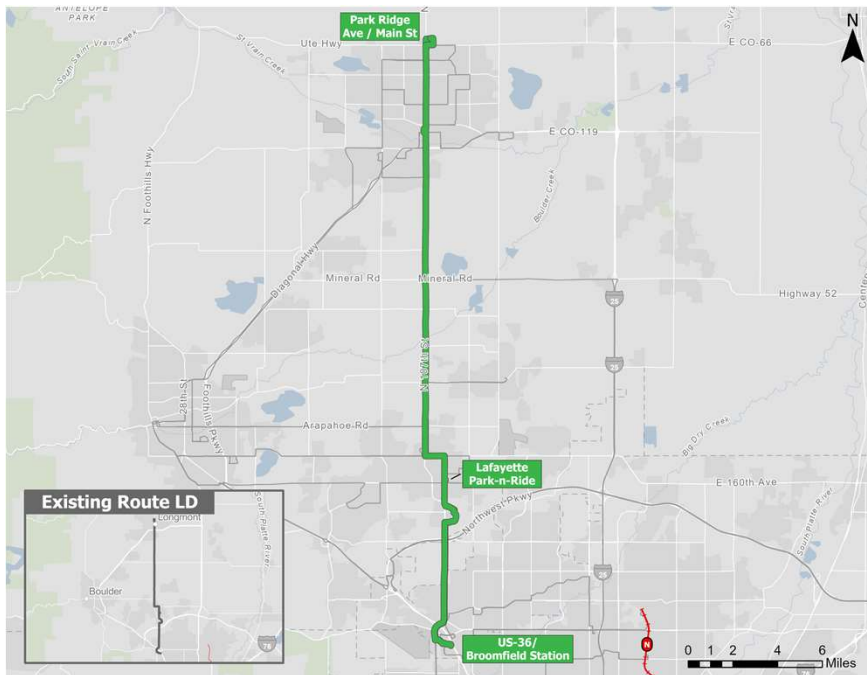 ANTELOPE
PARK
South Saint Vrain Creek
St Vrain Creek
Ute Hwy
Park Ridge
Ave / Main St
E CO-66
N
N Foothills Hwy
E CO-119
Boulder Creek
Diagonal Hwy
Mineral Rd
Mineral Rd
Highway 52
25
25
28th St
Foothills Pkwy
Arapahoe Rd
Big Dry Creek
Lafayette
Park-n-Ride
E 160th Ave
Northwest Pkwy
South Platte River
South Platte River
Existing Route LD
Longmont
Boulder
76
25
US-36/
Broomfield Station
N
0 1 2 4 6
Miles